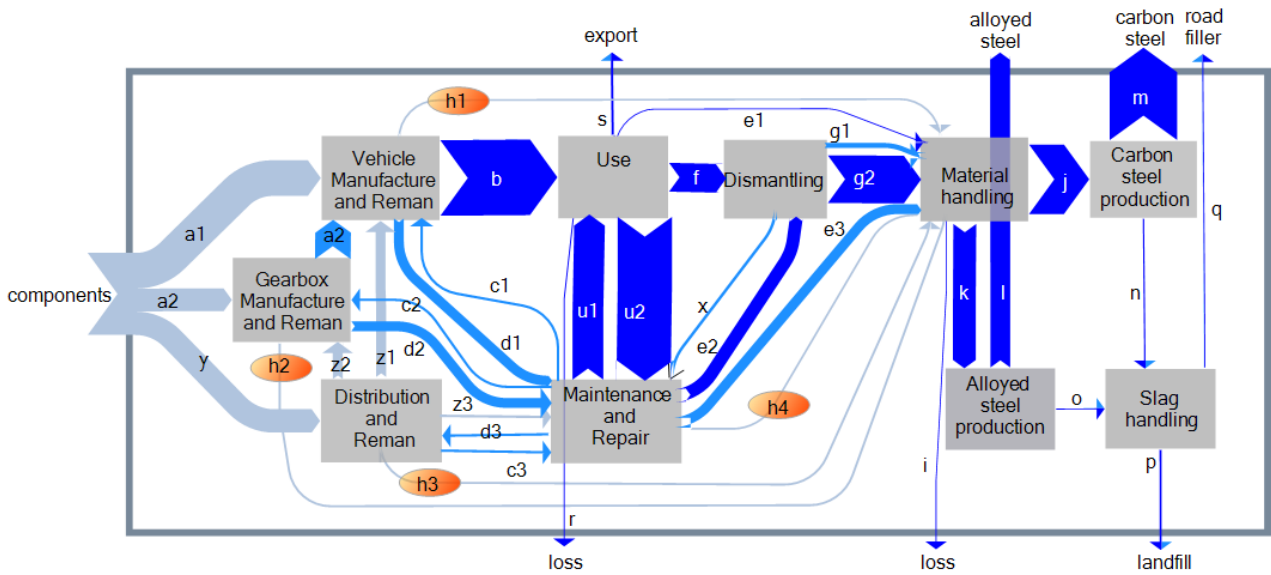 export
alloyed
steel
carbon
steel
road
filler
h1
s
e1
g1
m
Vehicle
Manufacture
and Reman
b
Use
f
Dismantling
g2
Material
handling
j
Carbon
steel
production
q
a1
a2
e3
components
a2
Gearbox
Manufacture
and Reman
c1
c2
u1
u2
x
k
l
n
d1
e2
y
h2
z2
z1
d2
Distribution
and
Reman
z3
d3
c3
h3
Maintenance
and
Repair
h4
Alloyed
steel
production
o
Slag
handling
i
p
r
loss
loss
landfill